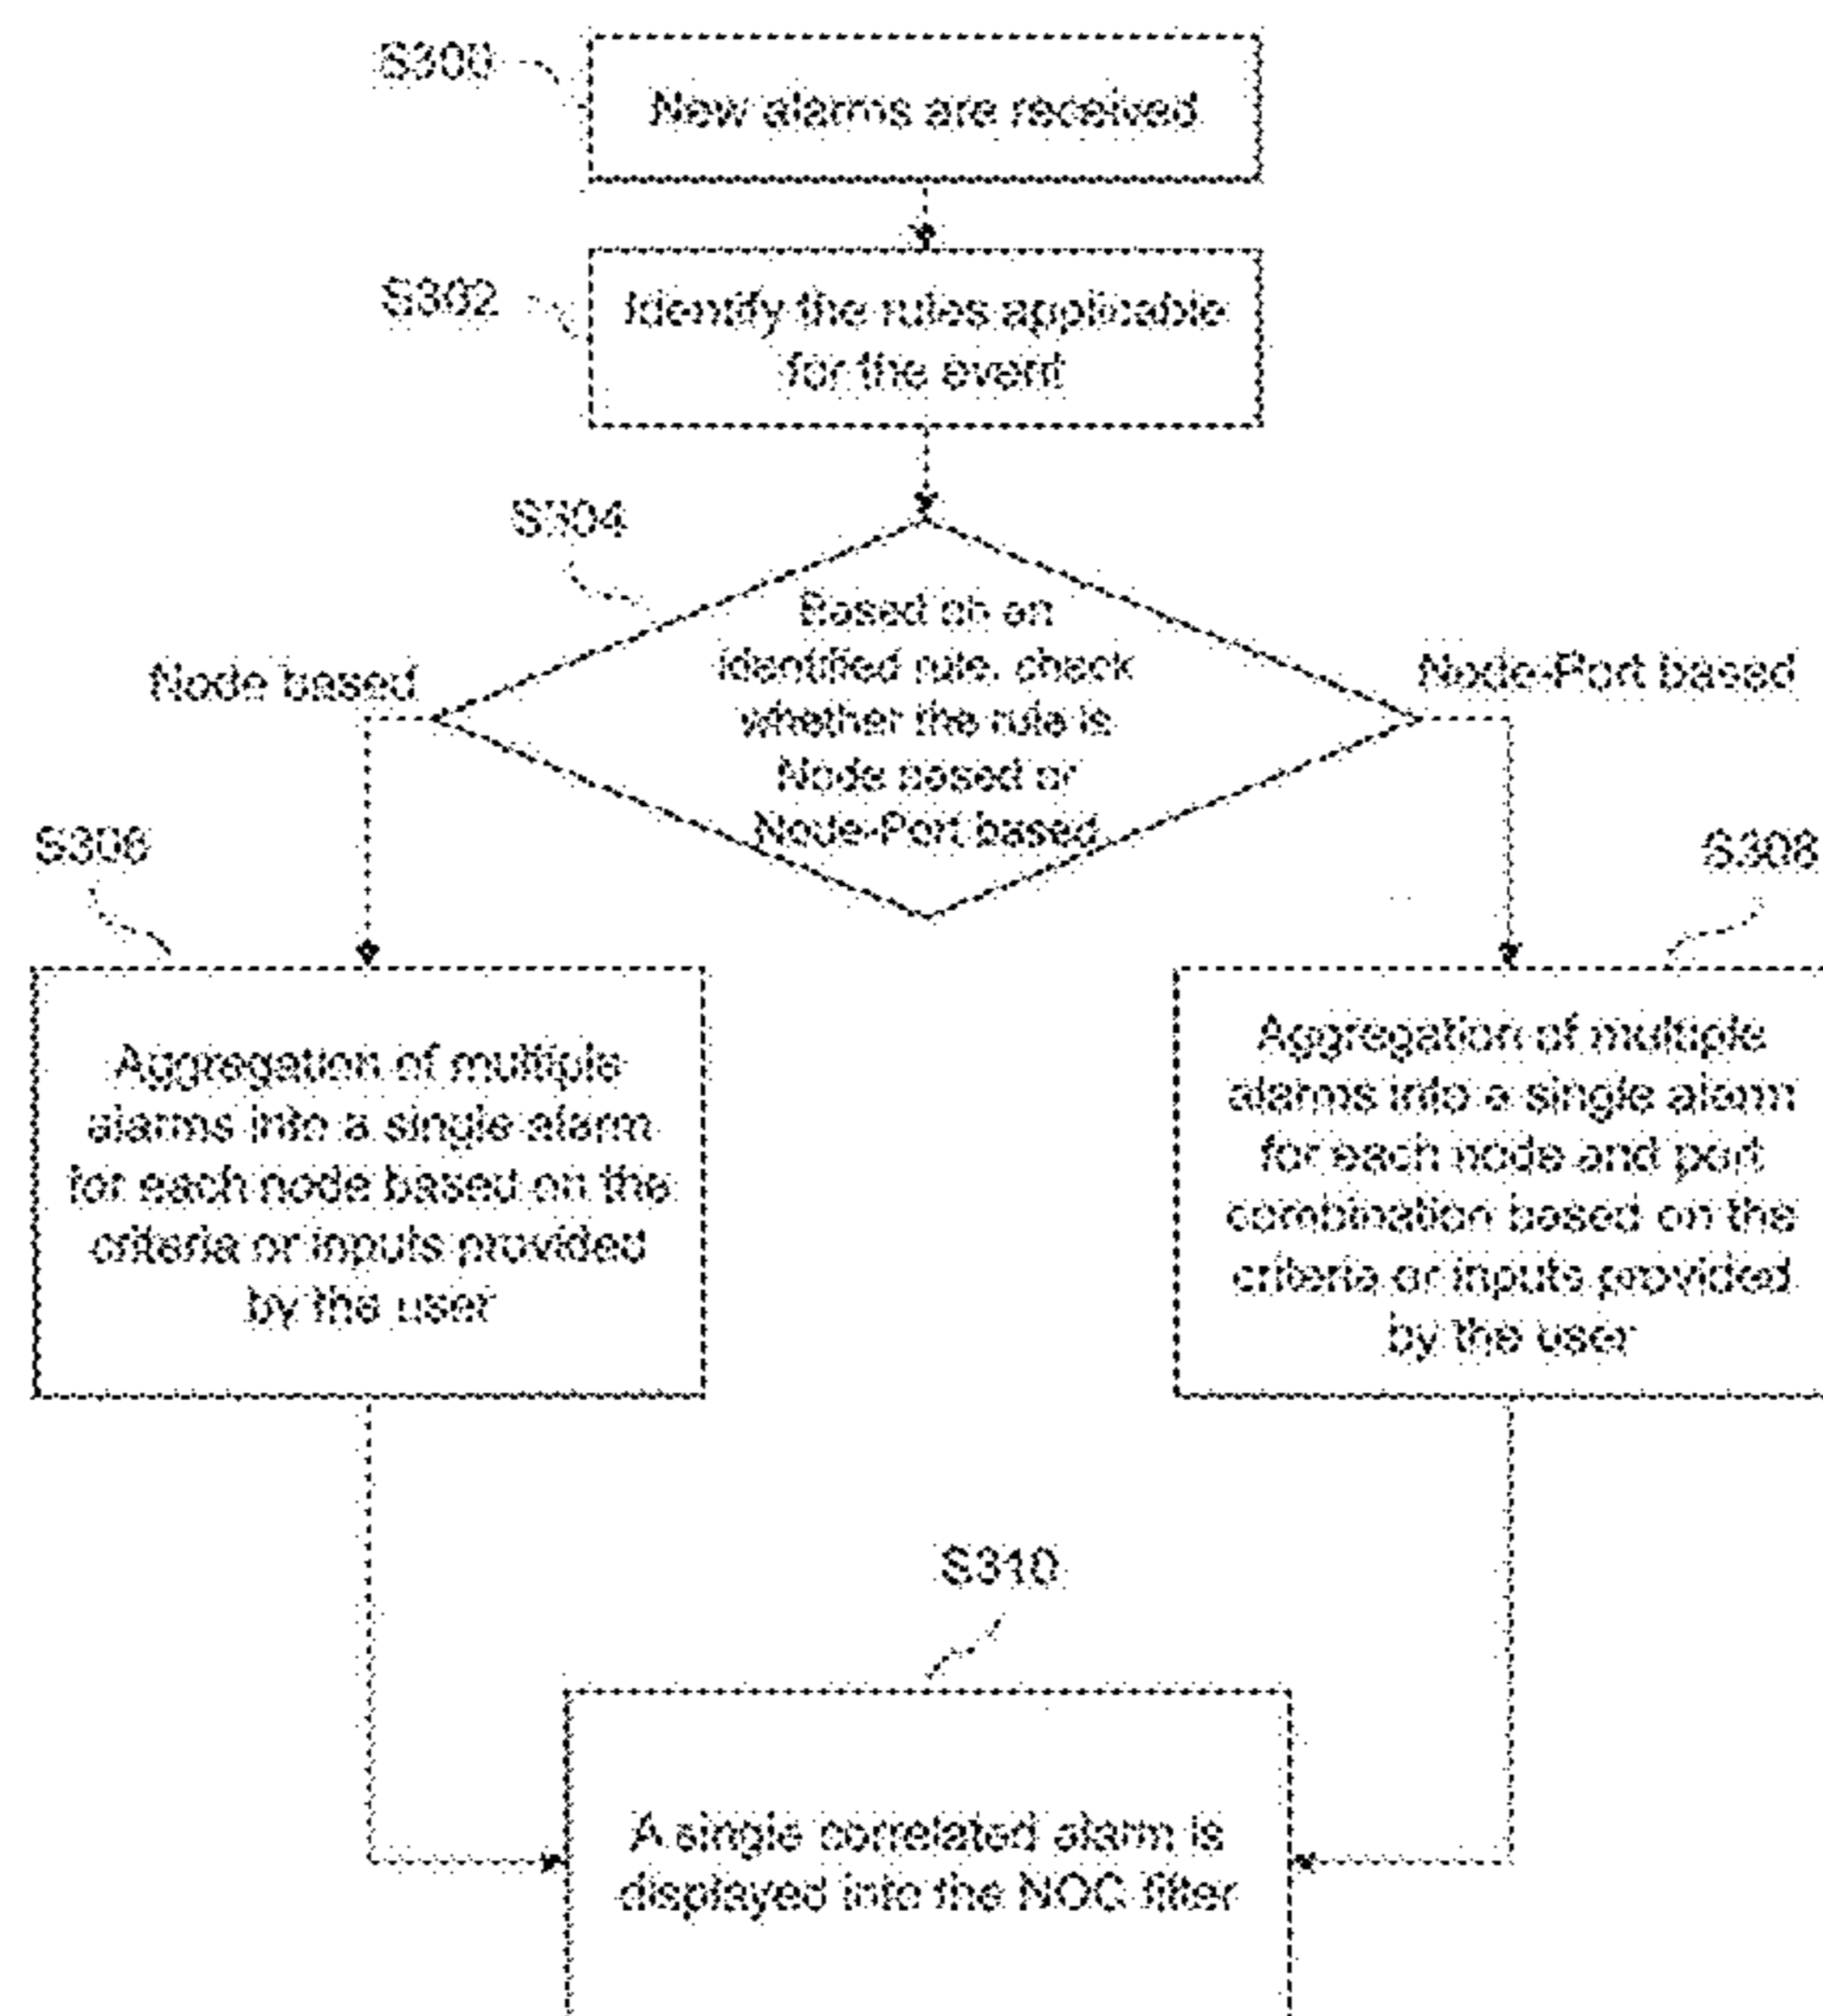 S300
New alarms are received
S302
Identify the rules applicable
for the event
S304
Based on an
identified rule, check
whether the rule is
Node based or
Node-Port based
Node based
Node-Port based
S306
S308
Aggregation of multiple
alarms into a single alarm
for each node based on the
criteria or inputs provided
by the user
Aggregation of multiple
alarms into a single alarm
for each node and port
combination based on the
criteria or inputs provided
by the user
S310
A single correlated alarm is
displayed into the NOC filter